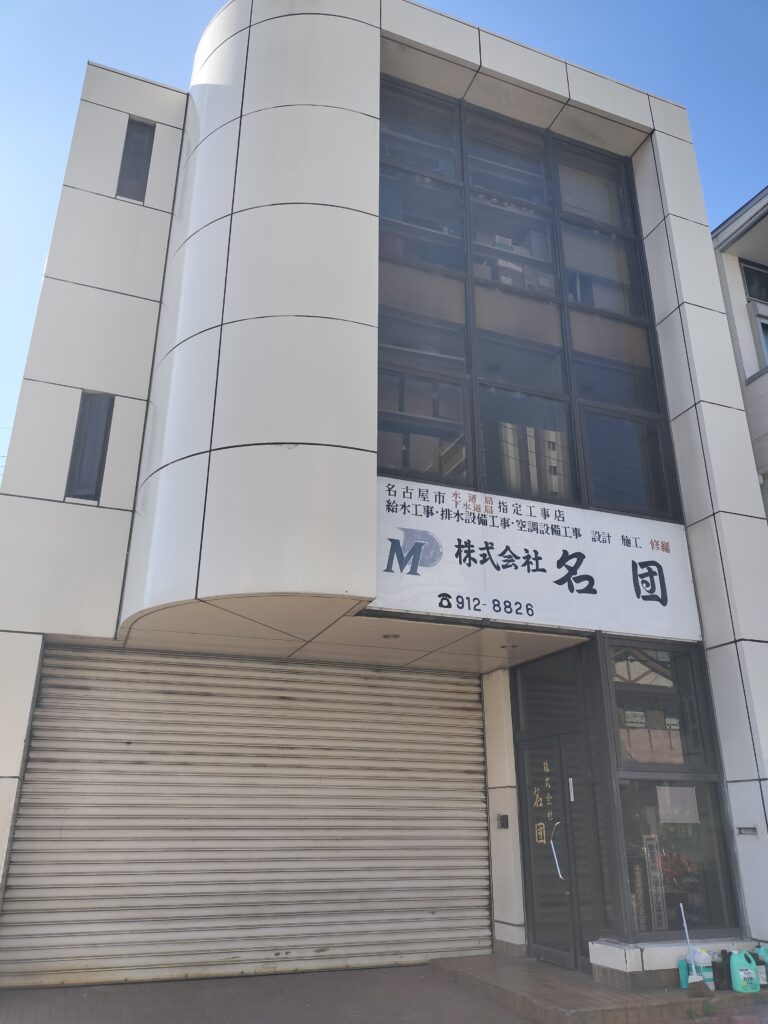 名古屋市 水道局 下水道局 指定工事店
給水工事・排水設備工事・空調設備工事 設計 施工 修繕
M 株式会社 名団
☎912-8826
株式会社
名団